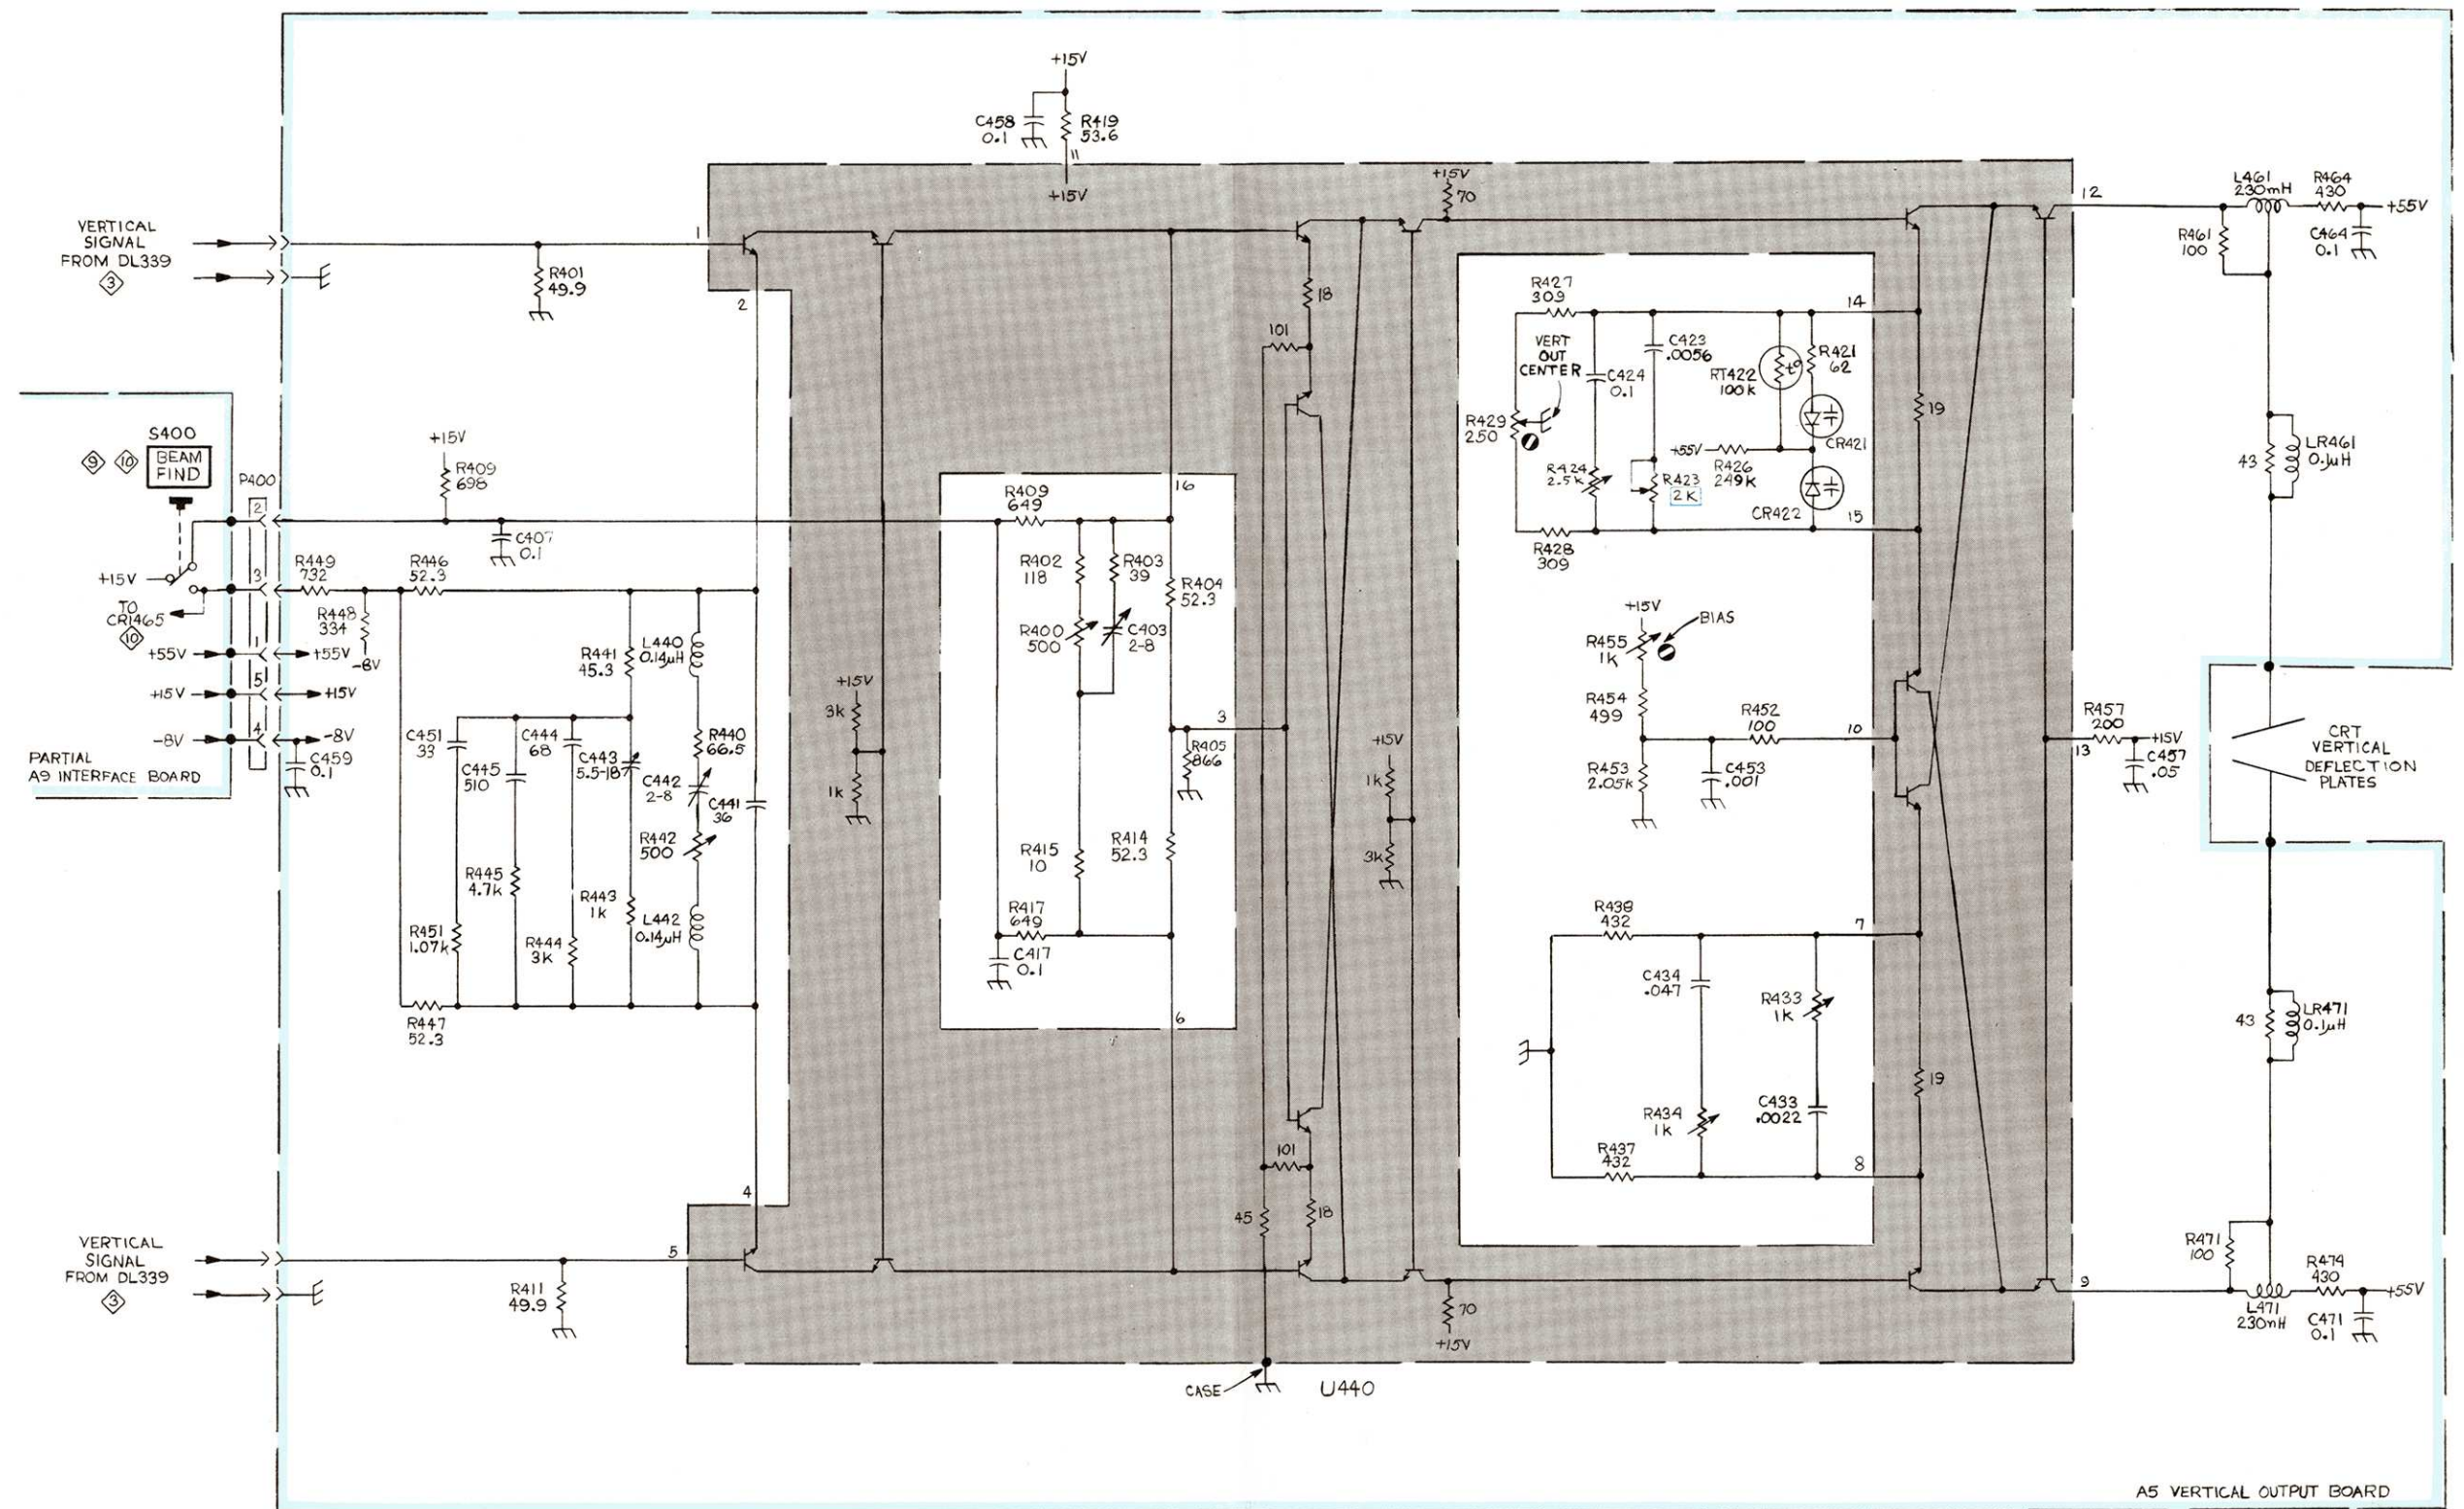 +15V
C458
0.1
R419
53.6
11
+15V
+15V
70
12
L461
230mH
R464
430
+55V
R461
100
C464
0.1
VERTICAL
SIGNAL
FROM DL339
3
1
R401
49.9
2
18
101
R427
309
14
VERT
OUT
CENTER
C423
.0056
R421
62
C424
0.1
RT422
100k
t°
19
R429
250
CR421
+55V
R424
2.5k
R423
2K
R426
249k
CR422
15
R428
309
LR461
0.1µH
43
S400
BEAM
FIND
9
10
P400
2
+15V
R409
698
C407
0.1
R409
649
16
R402
118
R403
39
R404
52.3
R400
500
C403
2-8
+15V
3
R449
732
R446
52.3
TO
CR1465
10
R448
334
-8V
+55V
1
+55V
+15V
5
+15V
-8V
4
-8V
C459
0.1
PARTIAL
A9 INTERFACE BOARD
R441
45.3
L440
0.14µH
C451
33
C444
68
C445
510
C443
5.5-18
R440
66.5
C442
2-8
C441
36
R442
500
R445
4.7k
R443
1k
L442
0.14µH
R451
1.07k
R444
3k
R447
52.3
+15V
3k
1k
3
R405
866
R415
10
R414
52.3
R417
649
C417
0.1
6
+15V
1k
3k
+15V
R455
1k
BIAS
R454
499
R452
100
10
R453
2.05k
C453
.001
13
R457
200
+15V
C457
.05
CRT
VERTICAL
DEFLECTION
PLATES
R438
432
7
C434
.047
R433
1k
R434
1k
C433
.0022
19
R437
432
8
LR471
0.1µH
43
4
101
18
45
VERTICAL
SIGNAL
FROM DL339
3
5
R411
49.9
70
+15V
9
R471
100
R474
430
+55V
L471
230nH
C471
0.1
CASE
U440
A5 VERTICAL OUTPUT BOARD